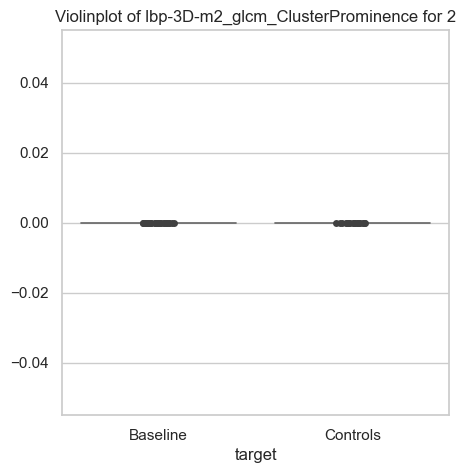 Violinplot of lbp-3D-m2_glcm_ClusterProminence for 2
0.04
0.02
0.00
−0.02
−0.04
Baseline
Controls
target